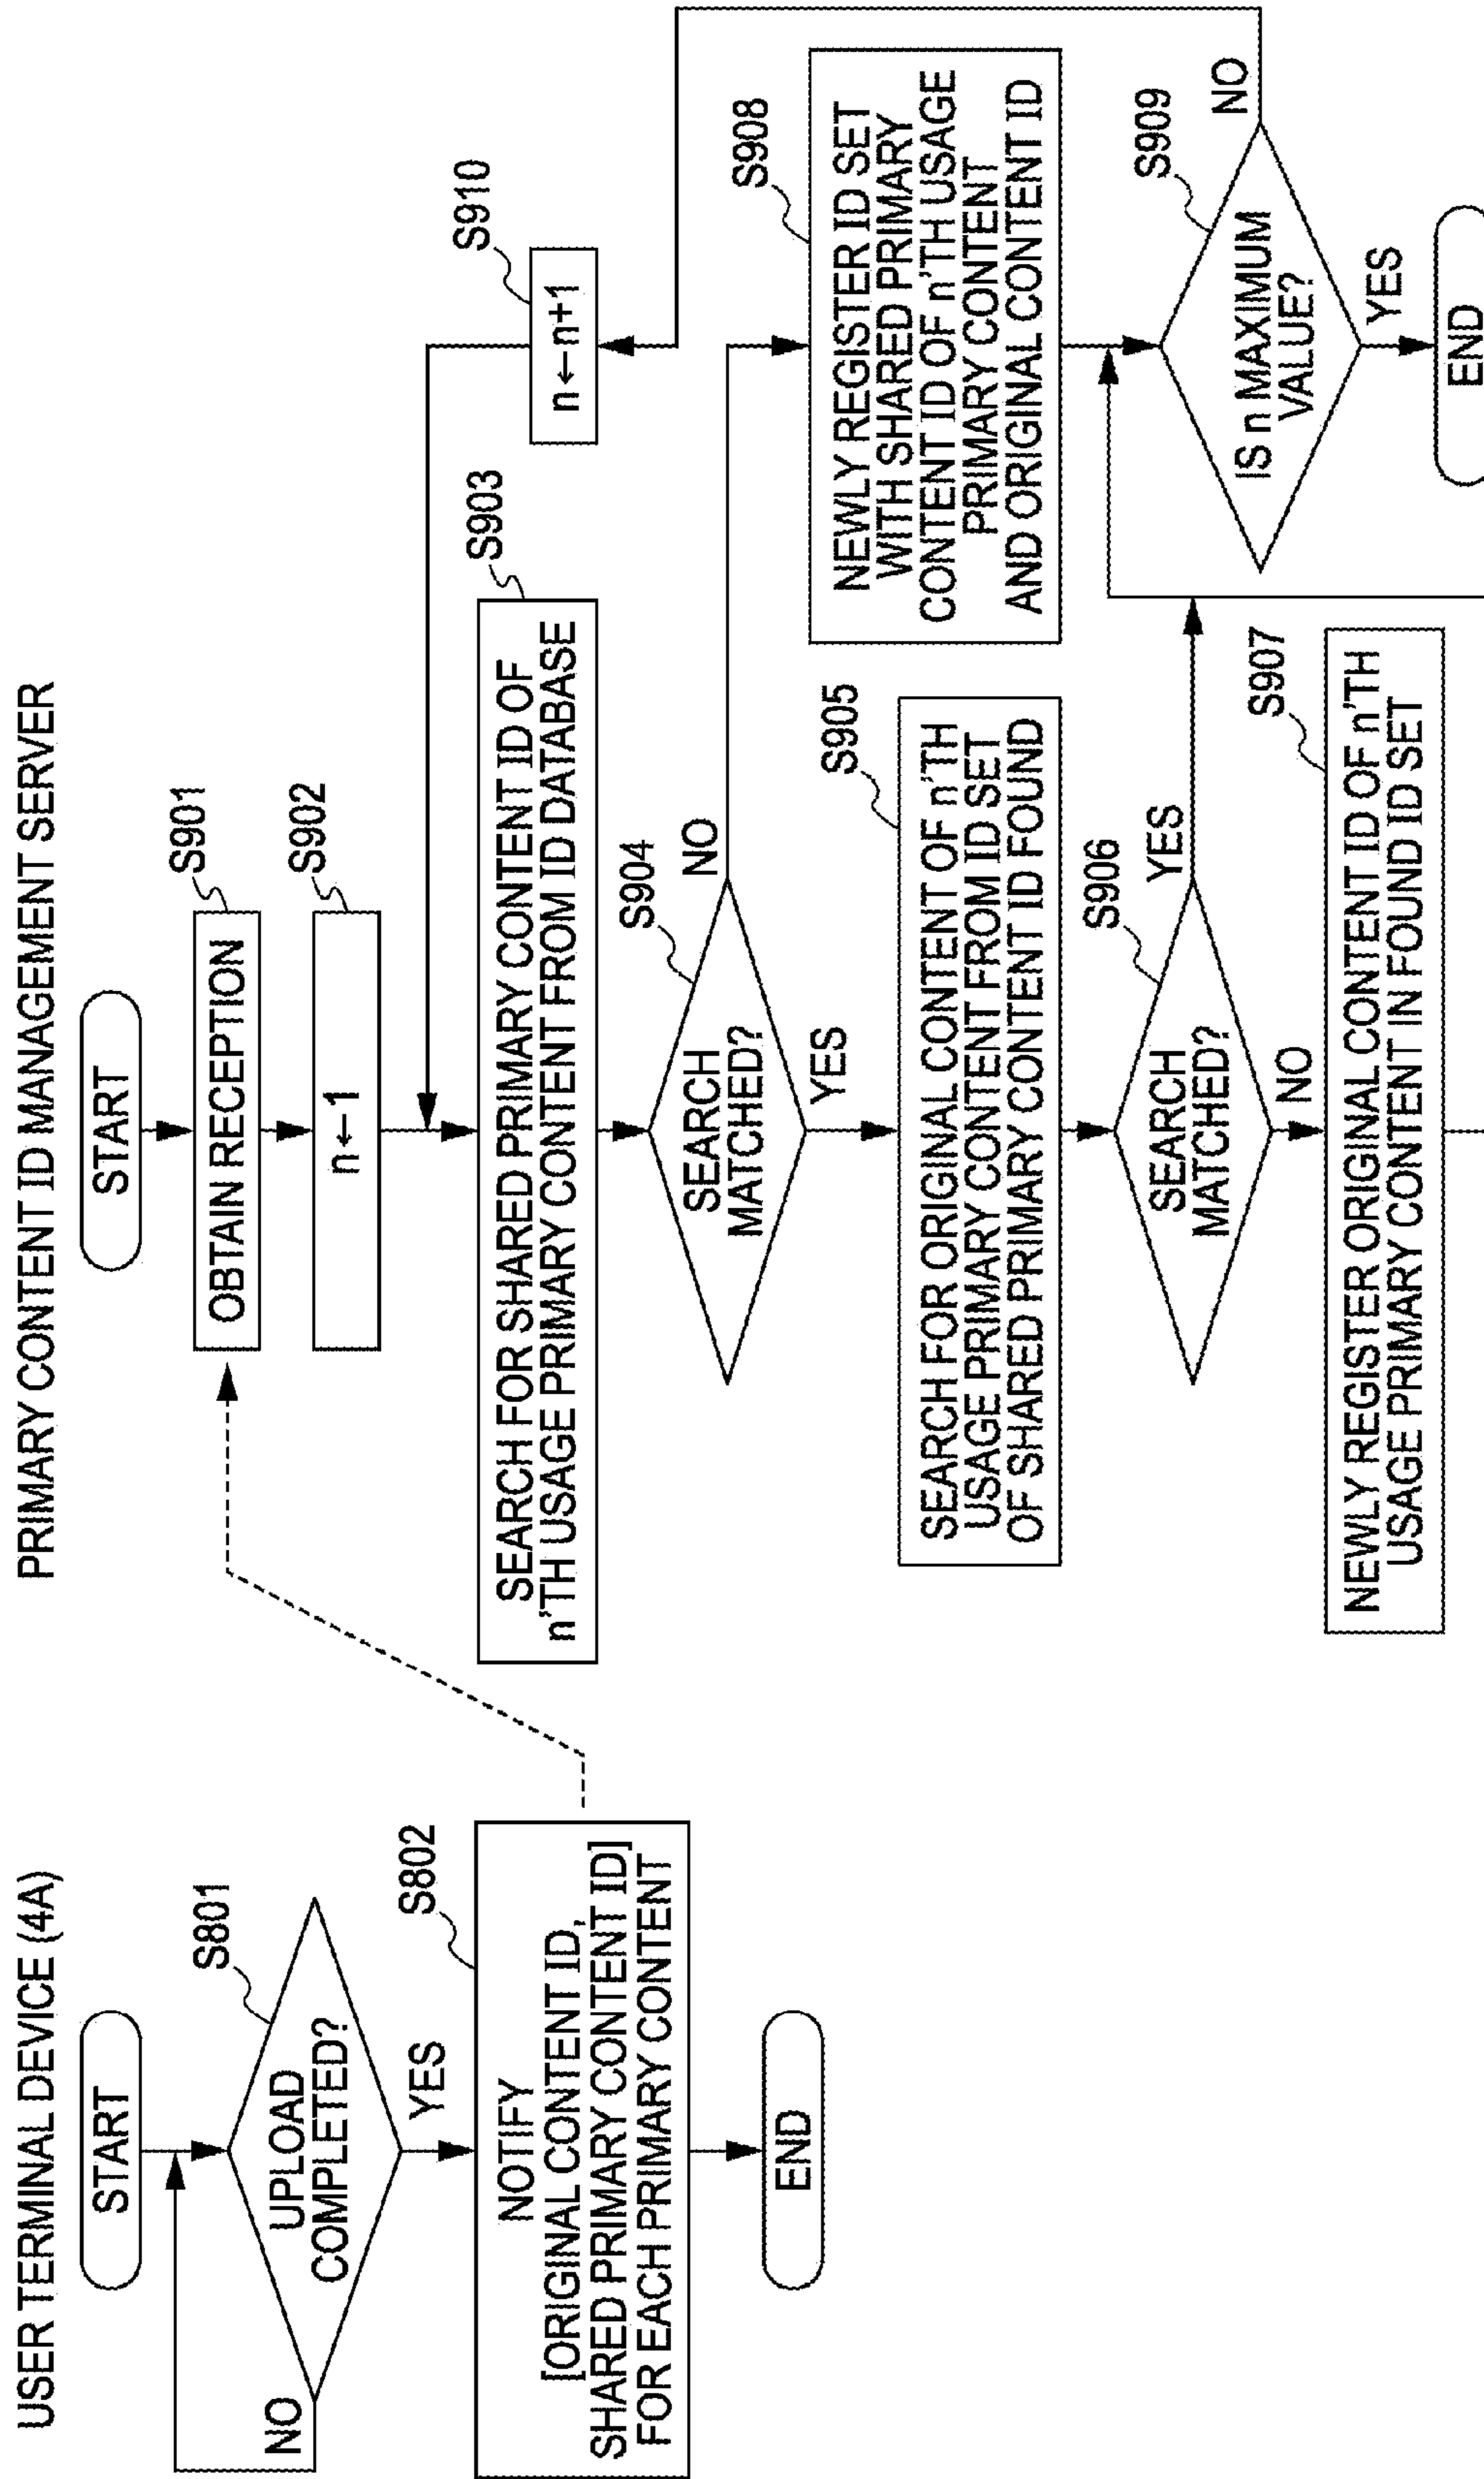 USER TERMINAL DEVICE (4A)
START
S801
UPLOAD
COMPLETED?
NO
YES
S802
NOTIFY
[ORIGINAL CONTENT ID,
SHARED PRIMARY CONTENT ID]
FOR EACH PRIMARY CONTENT
END
PRIMARY CONTENT ID MANAGEMENT SERVER
START
S901
OBTAIN RECEPTION
S902
n←1
S903
SEARCH FOR SHARED PRIMARY CONTENT ID OF
n'TH USAGE PRIMARY CONTENT FROM ID DATABASE
S904
SEARCH
MATCHED?
NO
YES
S905
SEARCH FOR ORIGINAL CONTENT OF n'TH
USAGE PRIMARY CONTENT FROM ID SET
OF SHARED PRIMARY CONTENT ID FOUND
S906
SEARCH
MATCHED?
YES
NO
S907
NEWLY REGISTER ORIGINAL CONTENT ID OF n'TH
USAGE PRIMARY CONTENT IN FOUND ID SET
S910
n←n+1
S908
NEWLY REGISTER ID SET
WITH SHARED PRIMARY
CONTENT ID OF n'TH USAGE
PRIMARY CONTENT
AND ORIGINAL CONTENT ID
S909
IS n MAXIMUM
VALUE?
NO
YES
END